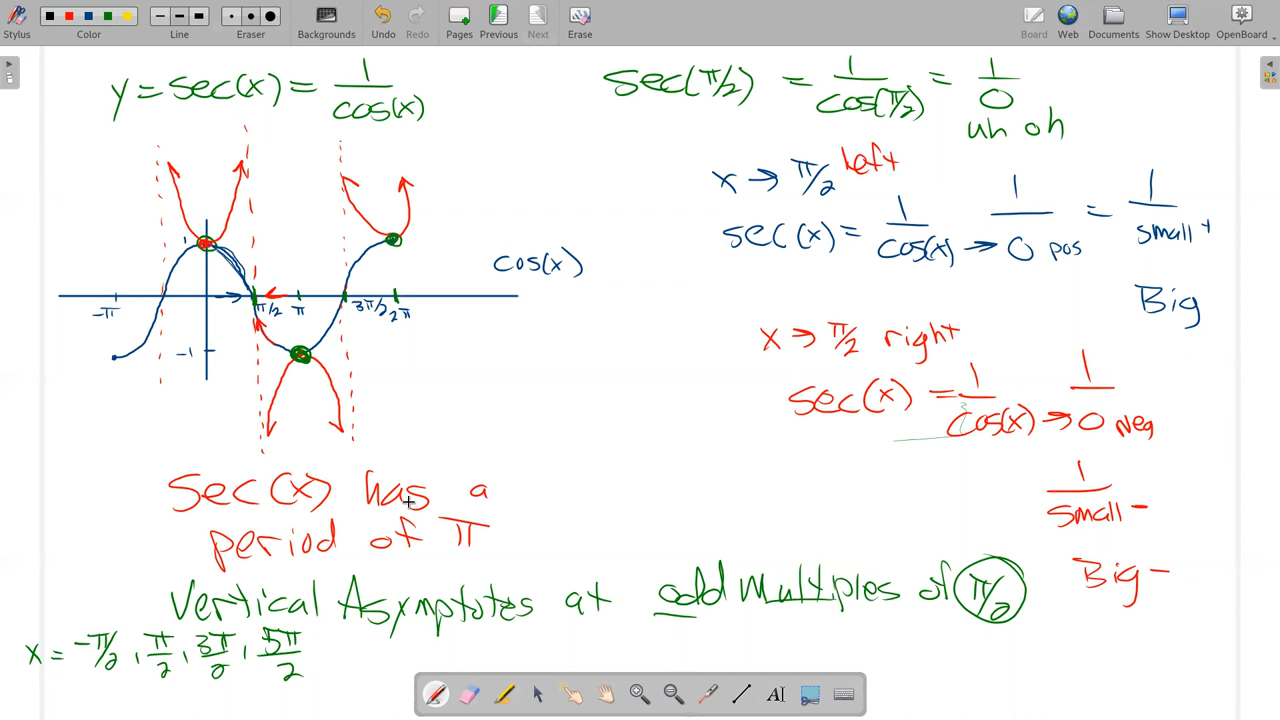 Stylus
Color
Line
Eraser
Backgrounds
Undo
Redo
Pages
Previous
Next
Erase
Board
Web
Documents
Show Desktop
OpenBoard
y = sec(x) = 1/cos(x)
sec(π/2) = 1/cos(π/2) = 1/0
uh oh
x → π/2 Left
sec(x) = 1/cos(x) → 1/0 pos = 1/small +
Big
1
cos(x)
-π
π/2
π
3π/2
2π
-1
x → π/2 right
sec(x) = 1/cos(x) → 1/0 neg
1/small -
Big -
Sec(x) has a
period of π
Vertical Asymptotes at odd multiples of π/2
x = -π/2, π/2, 3π/2, 5π/2
AI